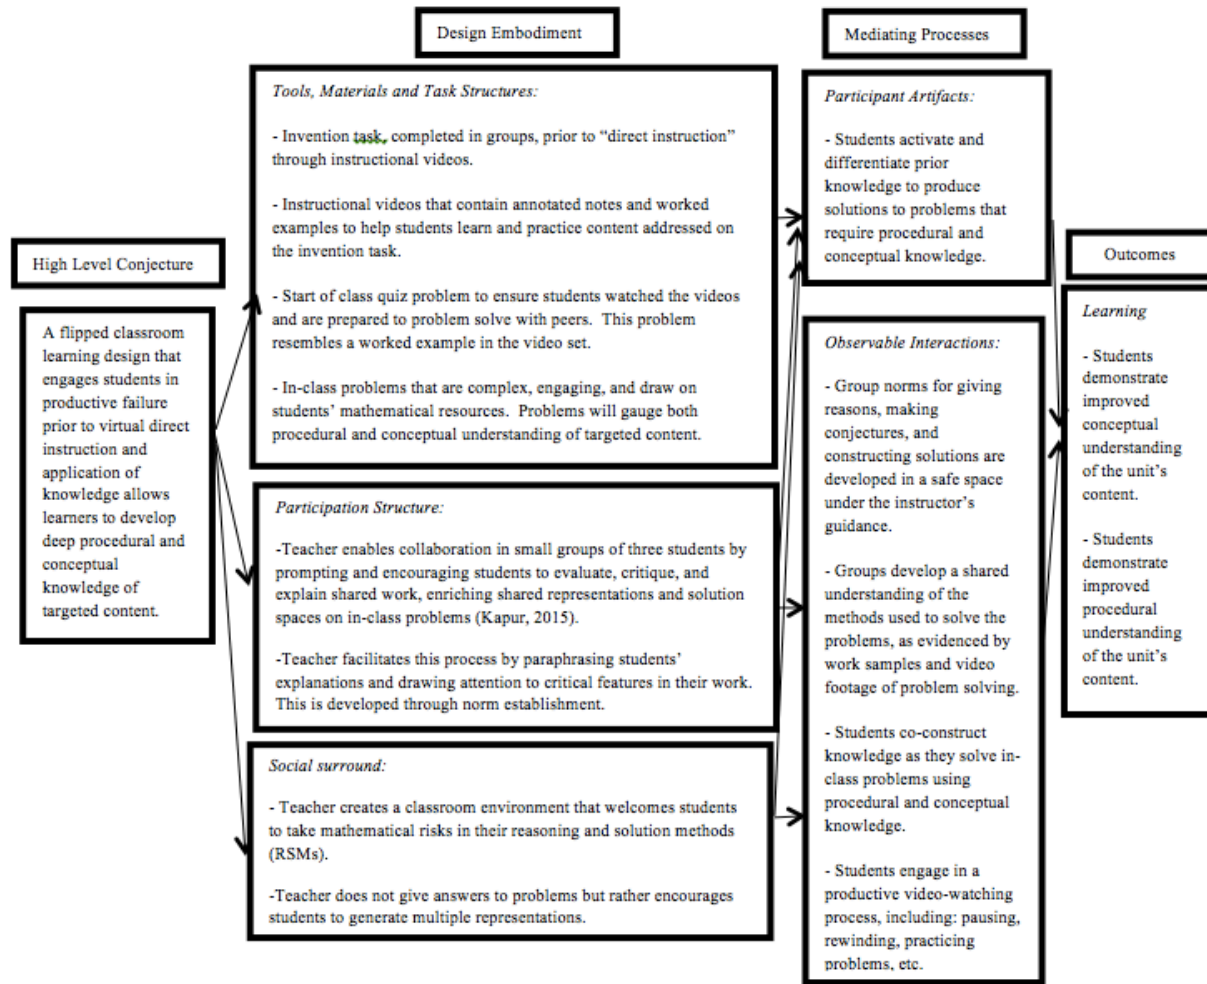 Design Embodiment
Mediating Processes
High Level Conjecture
A flipped classroom
learning design that
engages students in
productive failure
prior to virtual direct
instruction and
application of
knowledge allows
learners to develop
deep procedural and
conceptual
knowledge of
targeted content.
Tools, Materials and Task Structures:
- Invention task, completed in groups, prior to “direct instruction”
through instructional videos.
- Instructional videos that contain annotated notes and worked
examples to help students learn and practice content addressed on
the invention task.
- Start of class quiz problem to ensure students watched the videos
and are prepared to problem solve with peers. This problem
resembles a worked example in the video set.
- In-class problems that are complex, engaging, and draw on
students’ mathematical resources. Problems will gauge both
procedural and conceptual understanding of targeted content.
Participation Structure:
-Teacher enables collaboration in small groups of three students by
prompting and encouraging students to evaluate, critique, and
explain shared work, enriching shared representations and solution
spaces on in-class problems (Kapur, 2015).
-Teacher facilitates this process by paraphrasing students’
explanations and drawing attention to critical features in their work.
This is developed through norm establishment.
Social surround:
- Teacher creates a classroom environment that welcomes students
to take mathematical risks in their reasoning and solution methods
(RSMs).
-Teacher does not give answers to problems but rather encourages
students to generate multiple representations.
Participant Artifacts:
- Students activate and
differentiate prior
knowledge to produce
solutions to problems that
require procedural and
conceptual knowledge.
Observable Interactions:
- Group norms for giving
reasons, making
conjectures, and
constructing solutions are
developed in a safe space
under the instructor’s
guidance.
- Groups develop a shared
understanding of the
methods used to solve the
problems, as evidenced by
work samples and video
footage of problem solving.
- Students co-construct
knowledge as they solve in-
class problems using
procedural and conceptual
knowledge.
- Students engage in a
productive video-watching
process, including: pausing,
rewinding, practicing
problems, etc.
Outcomes
Learning
- Students
demonstrate
improved
conceptual
understanding
of the unit’s
content.
- Students
demonstrate
improved
procedural
understanding
of the unit’s
content.